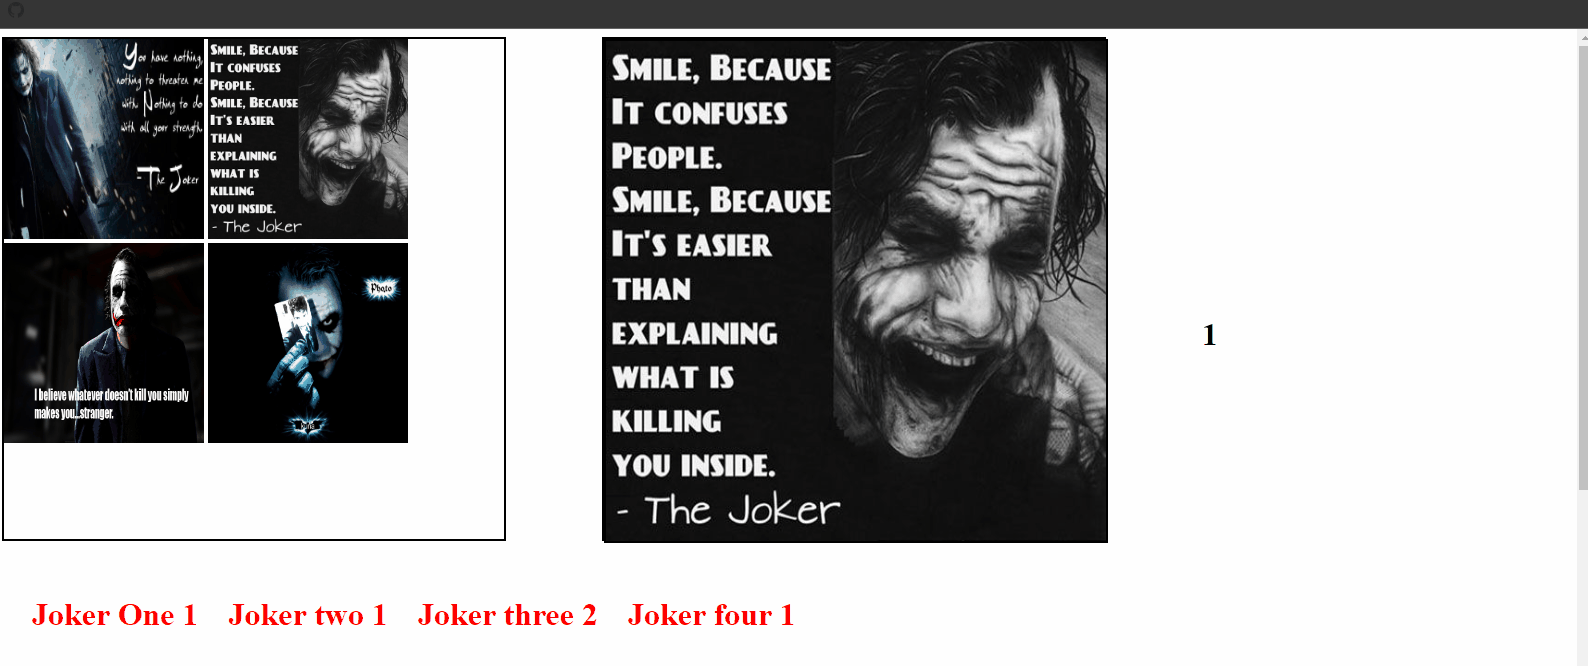 You have nothing,
nothing to threaten me
with. Nothing to do
with all your strength.
-The Joker
Smile, Because
It confuses
People.
Smile, Because
It's easier
than
explaining
what is
killing
you inside.
- The Joker
I believe whatever doesn't kill you simply
makes you...stranger.
Photo
Smile, Because
It confuses
People.
Smile, Because
It's easier
than
explaining
what is
killing
you inside.
- The Joker
1
Joker One 1 Joker two 1 Joker three 2 Joker four 1